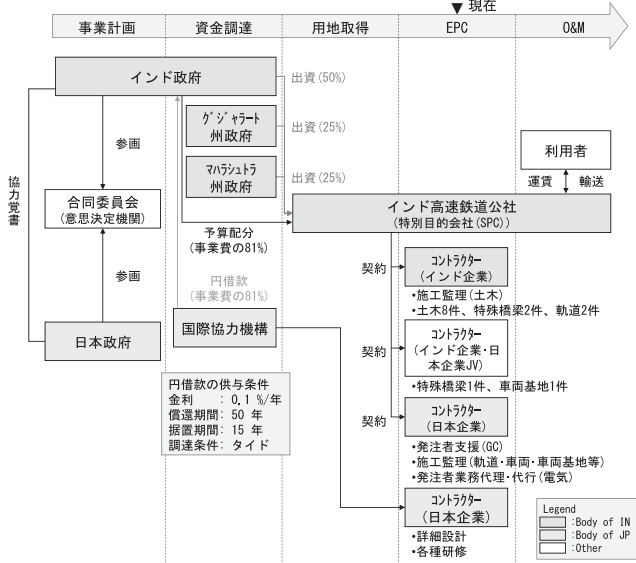 ▼ 現在
事業計画
資金調達
用地取得
EPC
O&M
インド政府
出資(50%)
グジャラート
州政府
出資(25%)
マハラシュトラ
州政府
出資(25%)
参画
協力覚書
合同委員会
(意思決定機関)
参画
日本政府
利用者
運賃
輸送
インド高速鉄道公社
(特別目的会社(SPC))
予算配分
(事業費の81%)
円借款
(事業費の81%)
国際協力機構
円借款の供与条件
金利 : 0.1 %/年
償還期間: 50 年
据置期間: 15 年
調達条件: タイド
契約
コントラクター
(インド企業)
•施工監理(土木)
•土木8件、特殊橋梁2件、軌道2件
契約
コントラクター
(インド企業・日
本企業JV)
•特殊橋梁1件、車両基地1件
契約
コントラクター
(日本企業)
•発注者支援(GC)
•施工監理(軌道・車両・車両基地等)
•発注者業務代理・代行(電気)
コントラクター
(日本企業)
•詳細設計
•各種研修
Legend
:Body of IN
:Body of JP
:Other